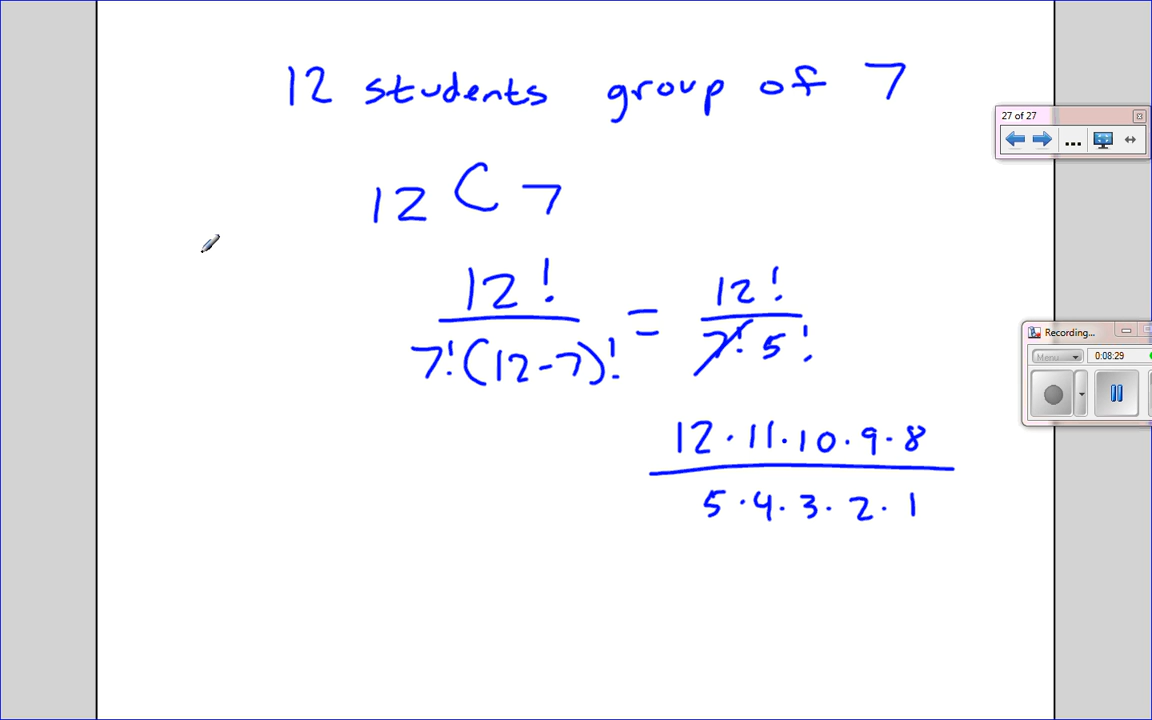 12 students group of 7
27 of 27
12 C 7
12! / 7!(12-7)! = 12! / 7! 5!
Recording...
Menu
0:08:29
12·11·10·9·8
5·4·3·2·1